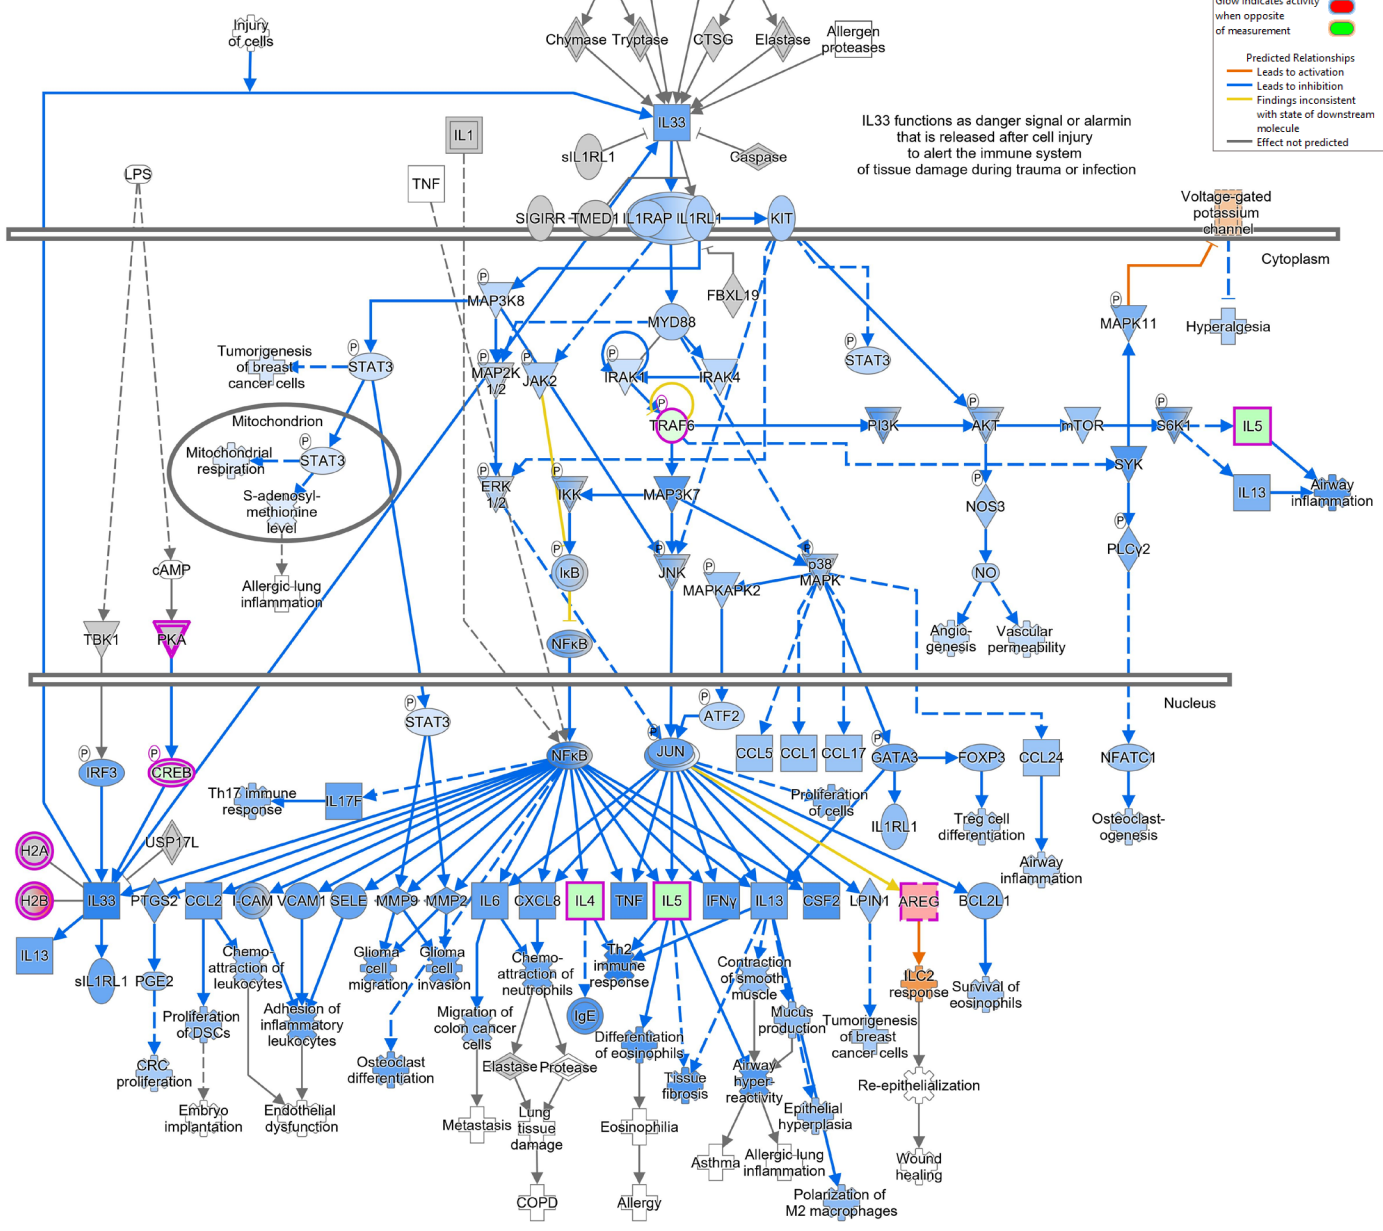 Glow indicates activity
when opposite
of measurement
Predicted Relationships
Leads to activation
Leads to inhibition
Findings inconsistent
with state of downstream
molecule
Effect not predicted
Injury
of cells
Chymase
Tryptase
CTSG
Elastase
Allergen
proteases
IL33
IL1
sIL1RL1
Caspase
IL33 functions as danger signal or alarmin
that is released after cell injury
to alert the immune system
of tissue damage during trauma or infection
LPS
TNF
SIGIRR
TMED1
IL1RAP
IL1RL1
KIT
Voltage-gated
potassium
channel
Cytoplasm
P
MAP3K8
FBXL19
MYD88
P
MAPK11
Hyperalgesia
Tumorigenesis
of breast
cancer cells
P
STAT3
P
MAP2K
1/2
P
JAK2
P
IRAK1
IRAK4
P
STAT3
Mitochondrion
P
TRAF6
PI3K
P
AKT
mTOR
P
S6K1
IL5
Mitochondrial
respiration
P
STAT3
SYK
S-adenosyl-
methionine
level
P
ERK
1/2
P
IKK
MAP3K7
P
NOS3
IL13
Airway
inflammation
P
PLCγ2
cAMP
Allergic lung
inflammation
P
IκB
P
JNK
P
MAPKAPK2
P
p38
MAPK
NO
TBK1
PKA
NFκB
Angio-
genesis
Vascular
permeability
Nucleus
P
STAT3
P
ATF2
P
IRF3
P
CREB
NFκB
P
JUN
CCL5
CCL1
CCL17
P
GATA3
FOXP3
CCL24
NFATC1
Th17 immune
response
IL17F
Proliferation
of cells
IL1RL1
Treg cell
differentiation
Osteoclast-
ogenesis
H2A
USP17L
Airway
inflammation
H2B
IL33
PTGS2
CCL2
I-CAM
VCAM1
SELE
MMP9
MMP2
IL6
CXCL8
IL4
TNF
IL5
IFNγ
IL13
CSF2
LPIN1
AREG
BCL2L1
IL13
sIL1RL1
PGE2
Chemo-
attraction of
leukocytes
Glioma
cell
migration
Glioma
cell
invasion
Chemo-
attraction of
neutrophils
Th2
immune
response
Contraction
of smooth
muscle
ILC2
response
Survival of
eosinophils
Proliferation
of DSCs
Adhesion of
inflammatory
leukocytes
Migration of
colon cancer
cells
IgE
Mucus
production
Tumorigenesis
of breast
cancer cells
CRC
proliferation
Osteoclast
differentiation
Elastase
Protease
Differentiation
of eosinophils
Tissue
fibrosis
Airway
hyper-
reactivity
Re-epithelialization
Embryo
implantation
Endothelial
dysfunction
Metastasis
Lung
tissue
damage
Eosinophilia
Epithelial
hyperplasia
Asthma
Allergic lung
inflammation
Wound
healing
COPD
Allergy
Polarization of
M2 macrophages